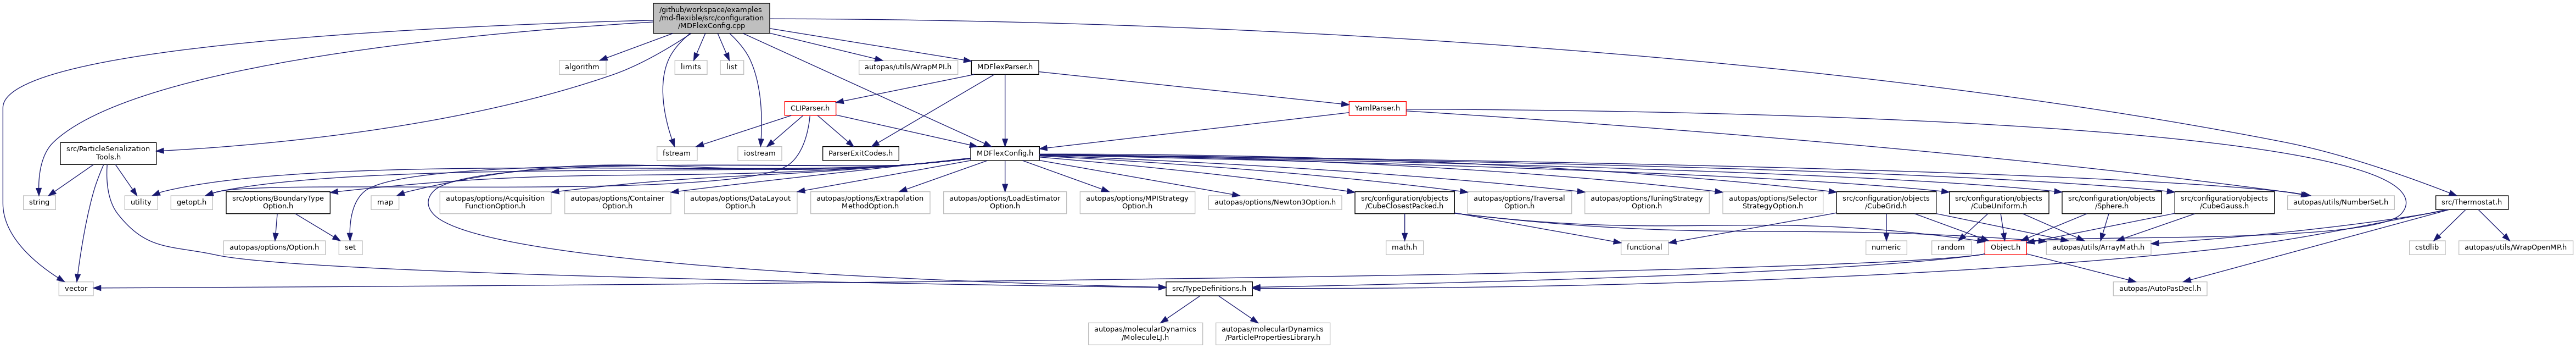 /github/workspace/examples
/md-flexible/src/configuration
/MDFlexConfig.cpp
algorithm
limits
list
autopas/utils/WrapMPI.h
MDFlexParser.h
CLIParser.h
YamlParser.h
src/ParticleSerialization
Tools.h
fstream
iostream
ParserExitCodes.h
MDFlexConfig.h
string
utility
getopt.h
src/options/BoundaryType
Option.h
map
autopas/options/Acquisition
FunctionOption.h
autopas/options/Container
Option.h
autopas/options/DataLayout
Option.h
autopas/options/Extrapolation
MethodOption.h
autopas/options/LoadEstimator
Option.h
autopas/options/MPIStrategy
Option.h
autopas/options/Newton3Option.h
src/configuration/objects
/CubeClosestPacked.h
autopas/options/Traversal
Option.h
autopas/options/TuningStrategy
Option.h
autopas/options/Selector
StrategyOption.h
src/configuration/objects
/CubeGrid.h
src/configuration/objects
/CubeUniform.h
src/configuration/objects
/Sphere.h
src/configuration/objects
/CubeGauss.h
autopas/utils/NumberSet.h
src/Thermostat.h
autopas/options/Option.h
set
math.h
functional
numeric
random
Object.h
autopas/utils/ArrayMath.h
cstdlib
autopas/utils/WrapOpenMP.h
vector
src/TypeDefinitions.h
autopas/AutoPasDecl.h
autopas/molecularDynamics
/MoleculeLJ.h
autopas/molecularDynamics
/ParticlePropertiesLibrary.h